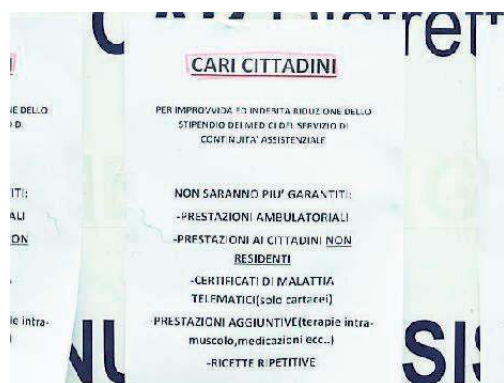 CARI CITTADINI
PER IMPROVVIDA ED INDEBITA RIDUZIONE DELLO
STIPENDIO DEI MEDICI DEL SERVIZIO DI
CONTINUITA' ASSISTENZIALE
NON SARANNO PIU' GARANTITI:
-PRESTAZIONI AMBULATORIALI
-PRESTAZIONI AI CITTADINI NON
RESIDENTI
-CERTIFICATI DI MALATTIA
TELEMATICI(solo cartacei)
-PRESTAZIONI AGGIUNTIVE(terapie intra-
muscolo,medicazioni ecc..)
-RICETTE RIPETITIVE